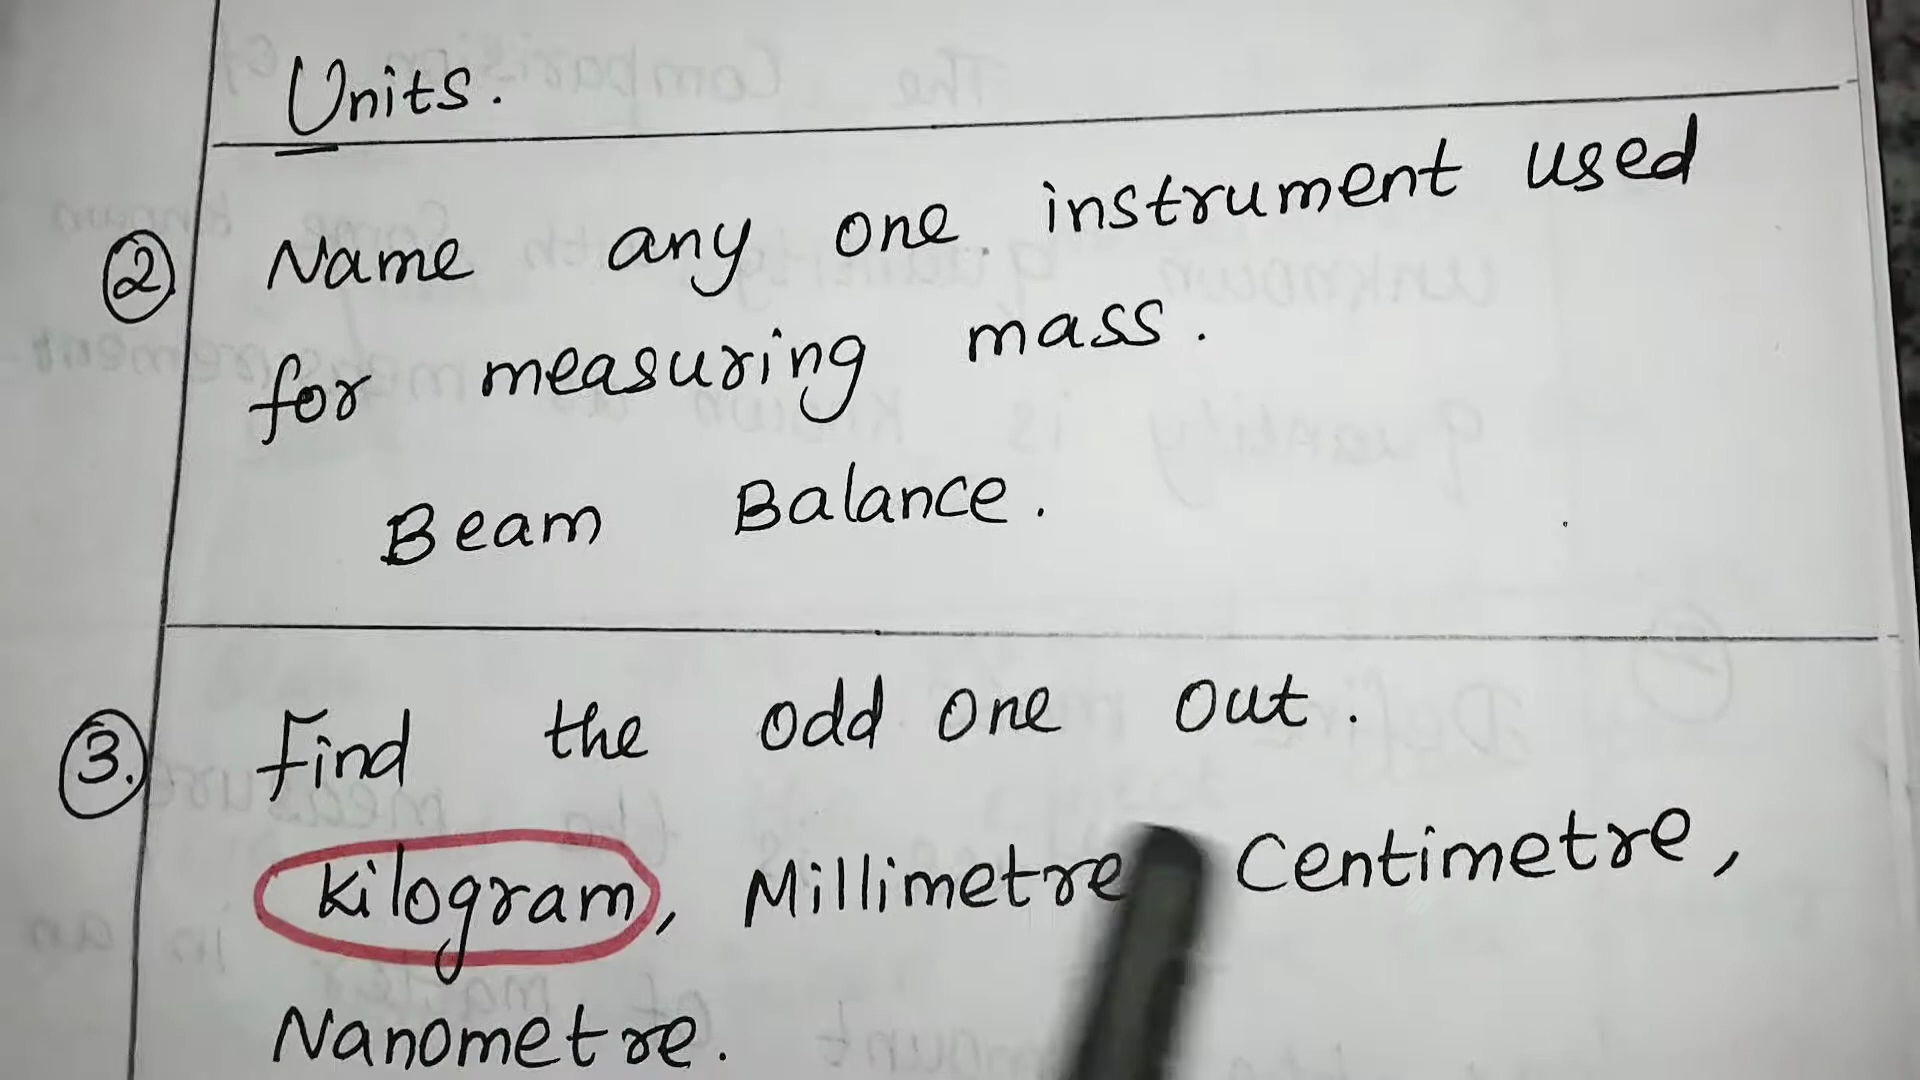 Units.
② Name any one instrument used
for measuring mass.
Beam Balance.
③. Find the odd one out.
Kilogram, Millimetre Centimetre,
Nanometre.